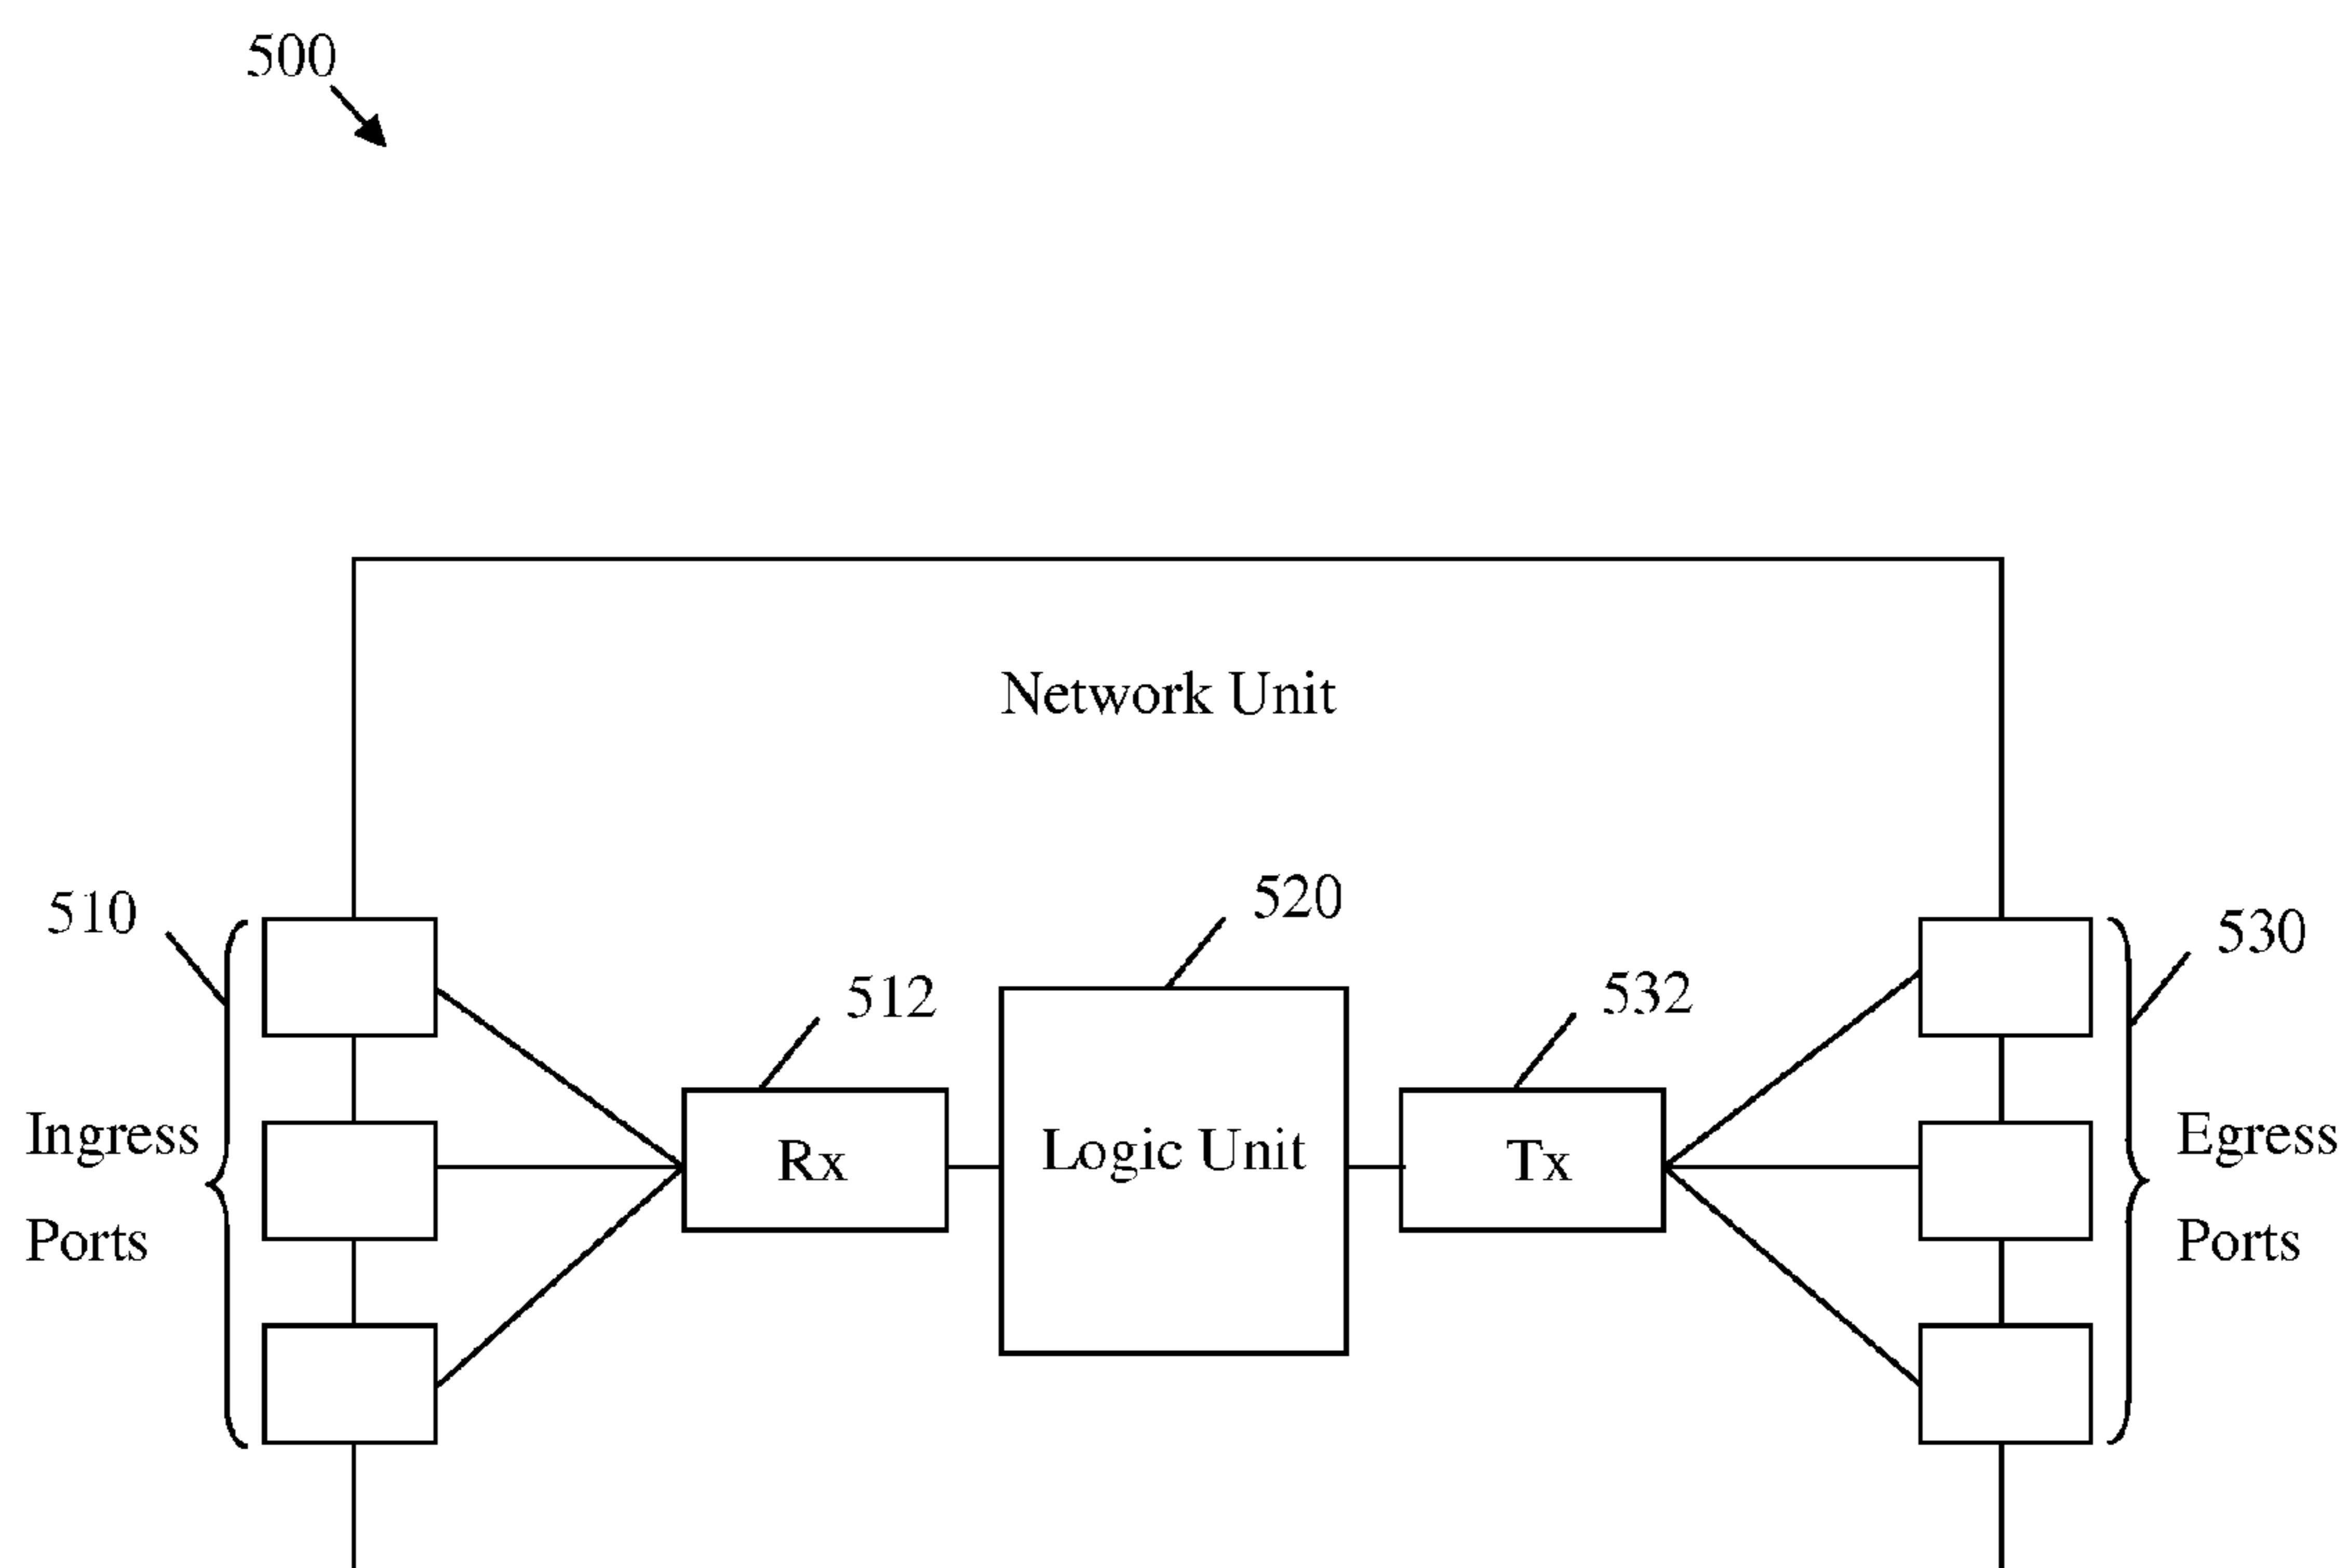 500
Network Unit
510
520
530
512
532
Ingress
Ports
Rx
Logic Unit
Tx
Egress
Ports